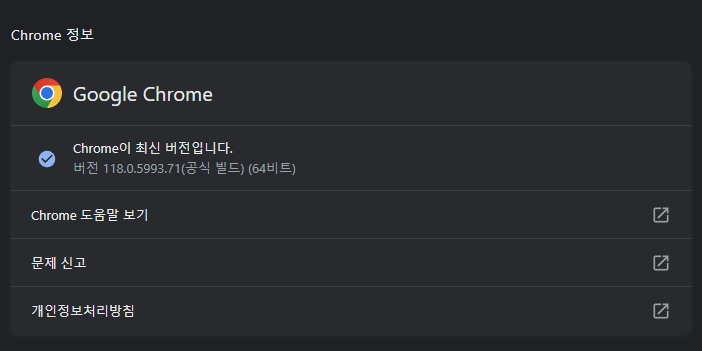 Chrome 정보
Google Chrome
Chrome이 최신 버전입니다.
버전 118.0.5993.71(공식 빌드) (64비트)
Chrome 도움말 보기
문제 신고
개인정보처리방침